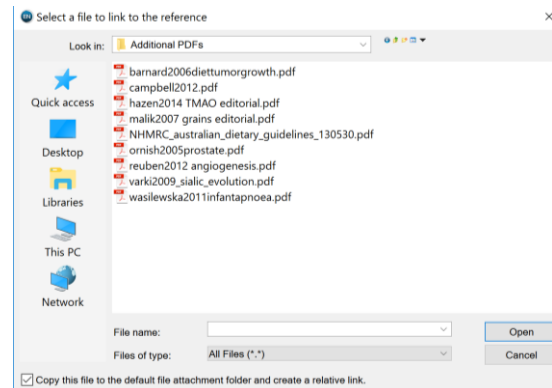 Select a file to link to the reference
Look in: Additional PDFs
Quick access
Desktop
Libraries
This PC
Network
barnard2006diettumorgrowth.pdf
campbell2012.pdf
hazen2014 TMAO editorial.pdf
malik2007 grains editorial.pdf
NHMRC_australian_dietary_guidelines_130530.pdf
ornish2005prostate.pdf
reuben2012 angiogenesis.pdf
varki2009_sialic_evolution.pdf
wasilewska2011infantapnoea.pdf
File name: Open
Files of type: All Files (*.*) Cancel
Copy this file to the default file attachment folder and create a relative link.